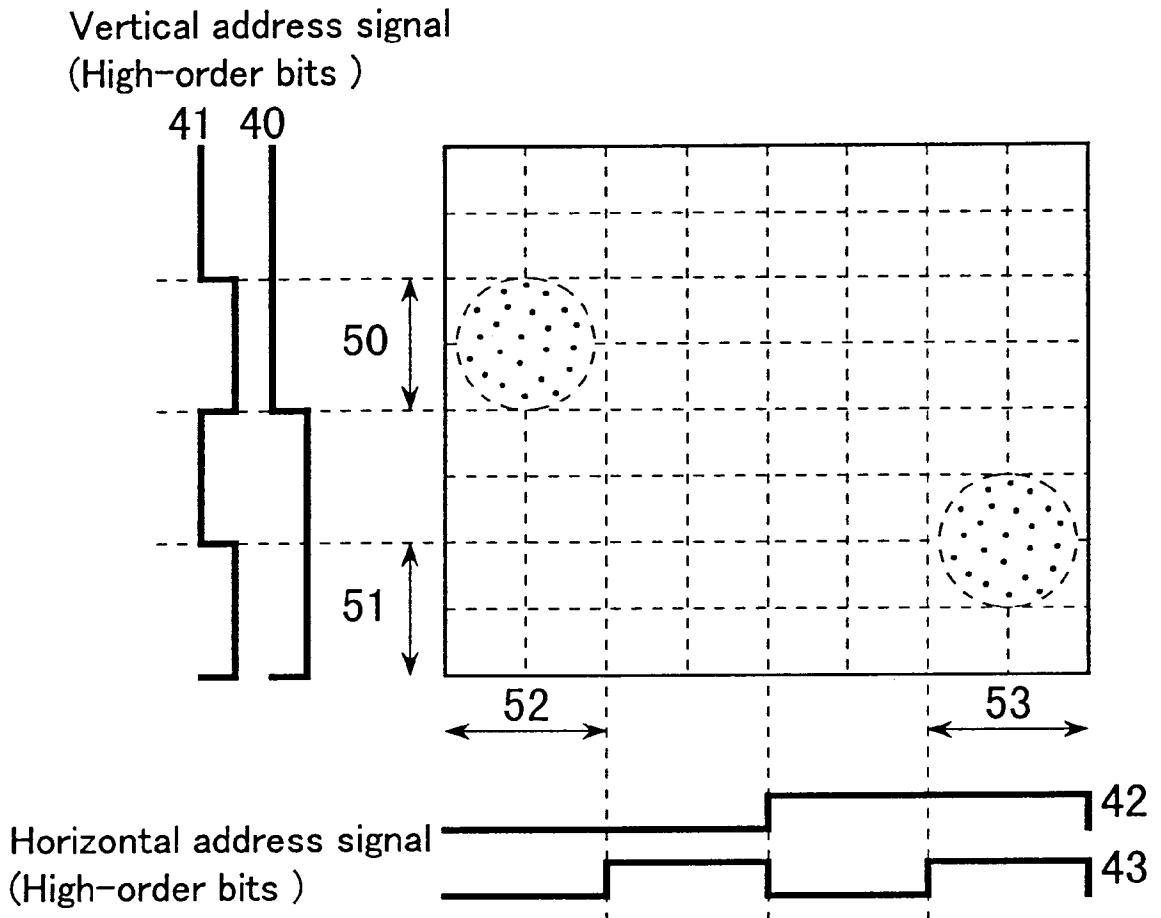 Vertical address signal
(High-order bits )
41 40
50
51
52
53
42
Horizontal address signal
(High-order bits )
43